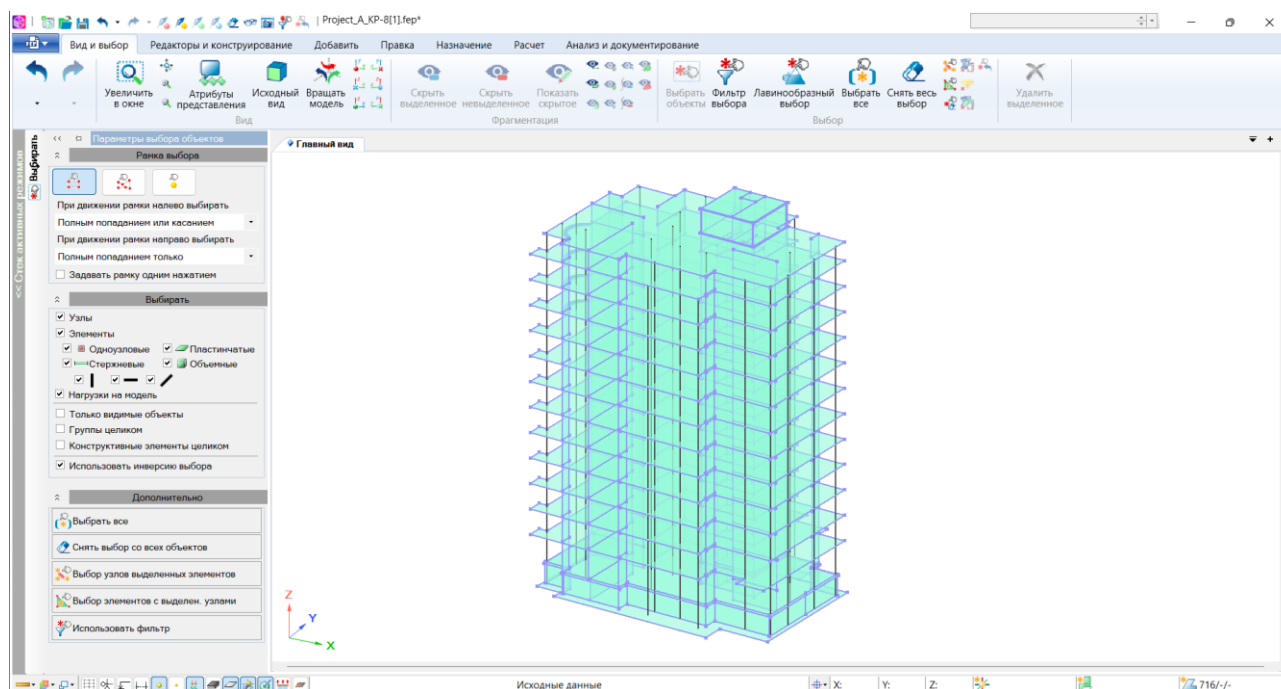 Project_A_KP-8[1].fep*
Вид и выбор Редакторы и конструирование Добавить Правка Назначение Расчет Анализ и документирование
Увеличить в окне
Атрибуты представления
Исходный вид
Вращать модель
Скрыть выделенное
Скрыть невыделенное
Показать скрытое
Выбрать объекты
Фильтр выбора
Лавинообразный выбор
Выбрать все
Снять весь выбор
Удалить выделенное
Вид Фрагментация Выбор
<< Стек активных режимов
Выбирать
<< Параметры выбора объектов
Главный вид
Рамка выбора
При движении рамки налево выбирать
Полным попаданием или касанием
При движении рамки направо выбирать
Полным попаданием только
Задавать рамку одним нажатием
Выбирать
Узлы
Элементы
Одноузловые Пластинчатые
Стержневые Объемные
Нагрузки на модель
Только видимые объекты
Группы целиком
Конструктивные элементы целиком
Использовать инверсию выбора
Дополнительно
Выбрать все
Снять выбор со всех объектов
Выбор узлов выделенных элементов
Выбор элементов с выделен. узлами
Использовать фильтр
Z
Y
X
Исходные данные X: Y: Z: 716/-/-